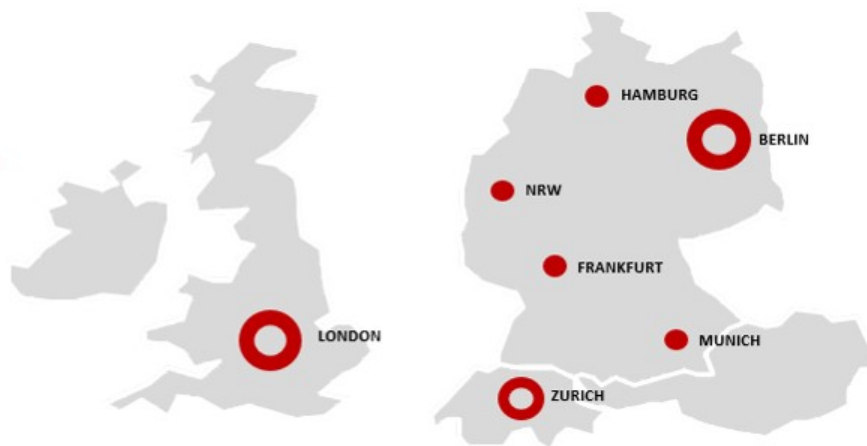 HAMBURG
BERLIN
NRW
FRANKFURT
LONDON
MUNICH
ZURICH